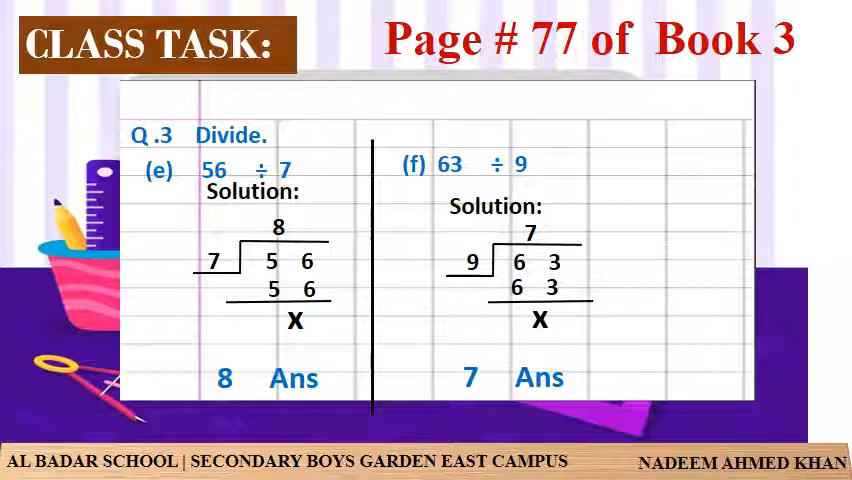 CLASS TASK:
Page # 77 of Book 3
Q .3 Divide.
(e) 56 ÷ 7
Solution:
8
7 5 6
5 6
X
8 Ans
(f) 63 ÷ 9
Solution:
7
9 6 3
6 3
X
7 Ans
AL BADAR SCHOOL | SECONDARY BOYS GARDEN EAST CAMPUS
NADEEM AHMED KHAN